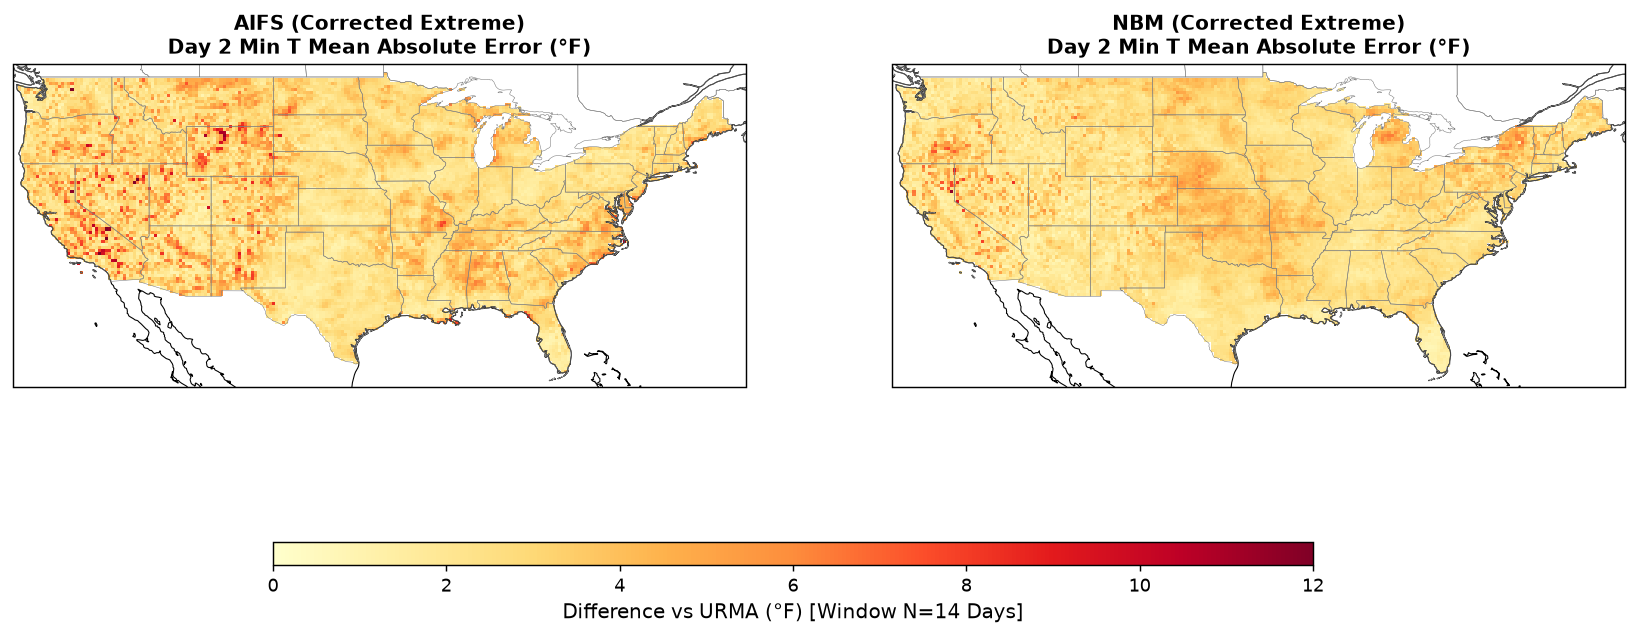 AIFS (Corrected Extreme)
Day 2 Min T Mean Absolute Error (°F)
NBM (Corrected Extreme)
Day 2 Min T Mean Absolute Error (°F)
0 2 4 6 8 10 12
Difference vs URMA (°F) [Window N=14 Days]